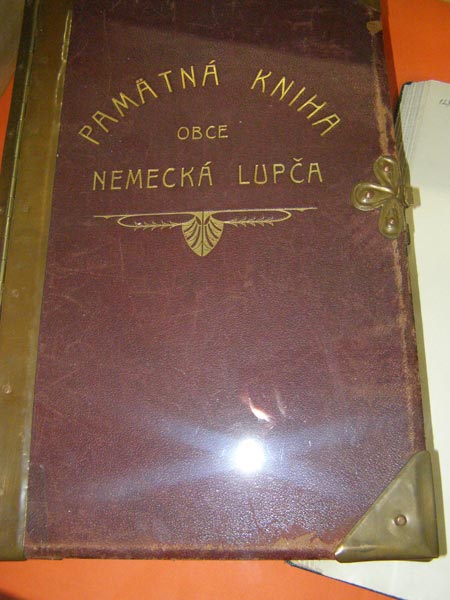 PAMÄTNÁ KNIHA
OBCE
NEMECKÁ LUPČA